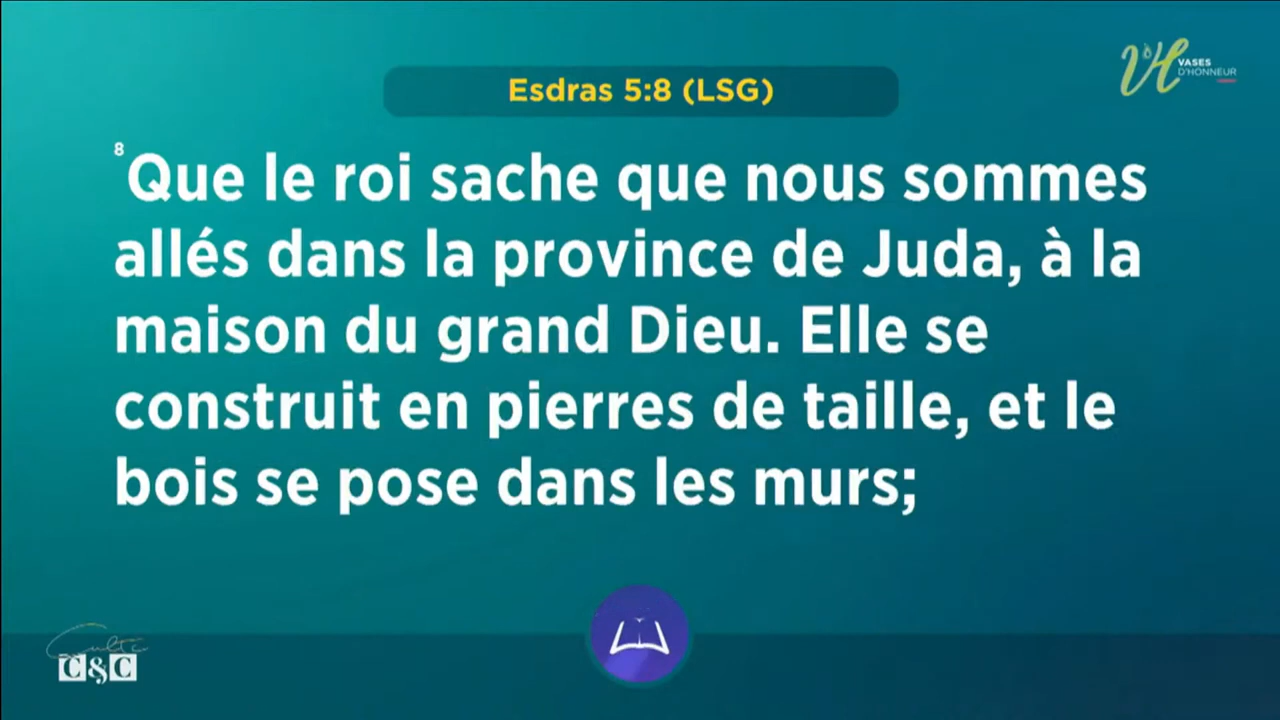 Esdras 5:8 (LSG)
VH VASES
D'HONNEUR
8
Que le roi sache que nous sommes
allés dans la province de Juda, à la
maison du grand Dieu. Elle se
construit en pierres de taille, et le
bois se pose dans les murs;
Culte
C&C